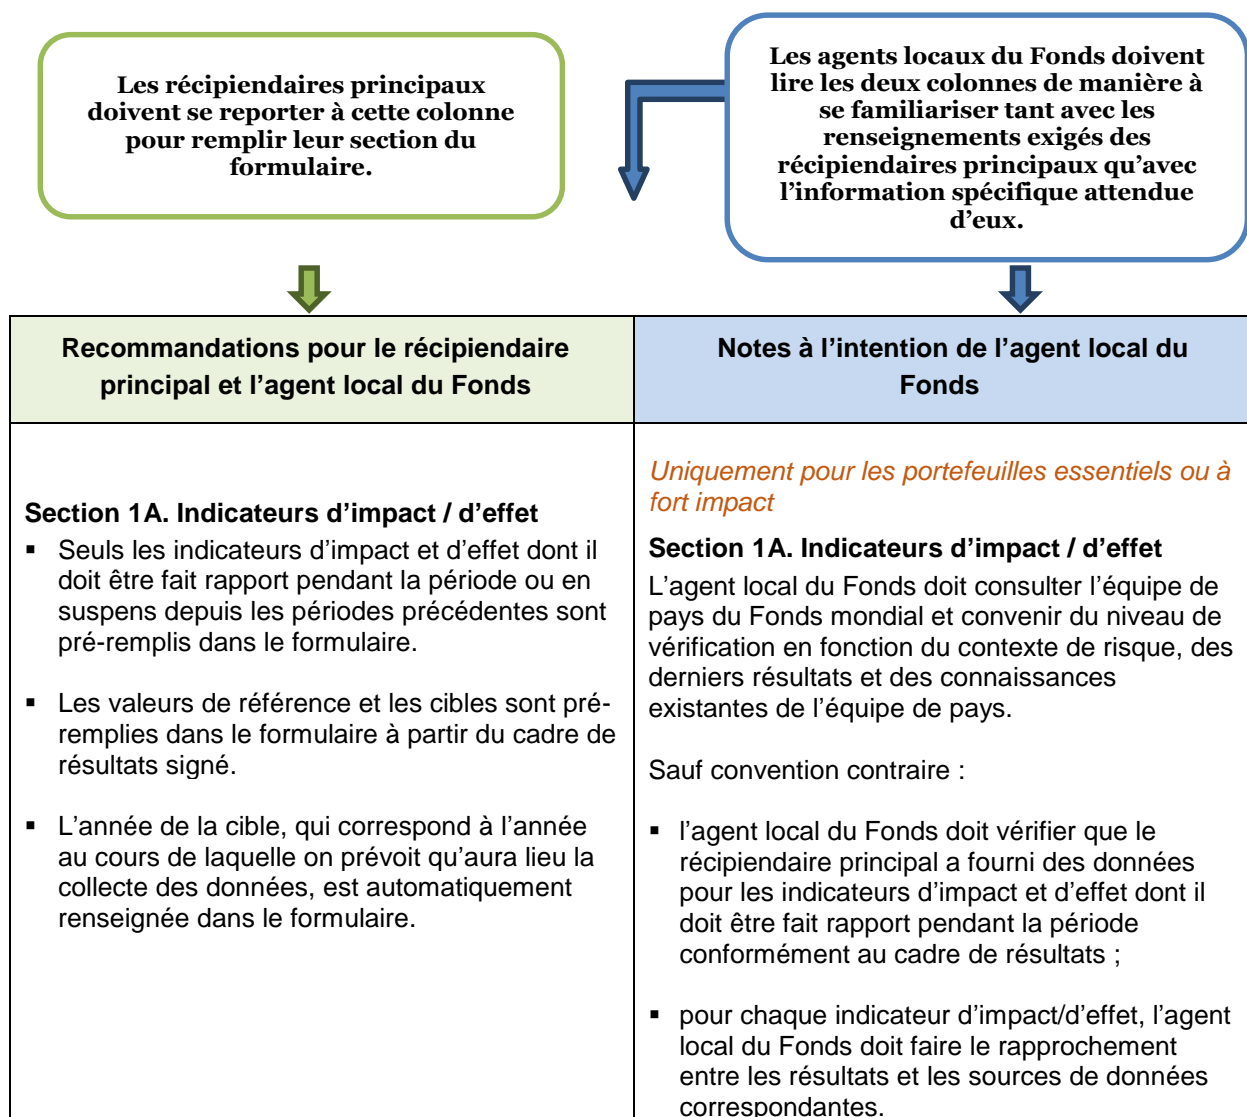 Les récipiendaires principaux
doivent se reporter à cette colonne
pour remplir leur section du
formulaire.
Les agents locaux du Fonds doivent
lire les deux colonnes de manière à
se familiariser tant avec les
renseignements exigés des
récipiendaires principaux qu’avec
l’information spécifique attendue
d’eux.
Recommandations pour le récipiendaire
principal et l’agent local du Fonds
Notes à l’intention de l’agent local du
Fonds
Section 1A. Indicateurs d’impact / d’effet
▪ Seuls les indicateurs d’impact et d’effet dont il
doit être fait rapport pendant la période ou en
suspens depuis les périodes précédentes sont
pré-remplis dans le formulaire.
▪ Les valeurs de référence et les cibles sont pré-
remplies dans le formulaire à partir du cadre de
résultats signé.
▪ L’année de la cible, qui correspond à l’année
au cours de laquelle on prévoit qu’aura lieu la
collecte des données, est automatiquement
renseignée dans le formulaire.
Uniquement pour les portefeuilles essentiels ou à
fort impact
Section 1A. Indicateurs d’impact / d’effet
L’agent local du Fonds doit consulter l’équipe de
pays du Fonds mondial et convenir du niveau de
vérification en fonction du contexte de risque, des
derniers résultats et des connaissances
existantes de l’équipe de pays.
Sauf convention contraire :
▪ l’agent local du Fonds doit vérifier que le
récipiendaire principal a fourni des données
pour les indicateurs d’impact et d’effet dont il
doit être fait rapport pendant la période
conformément au cadre de résultats ;
▪ pour chaque indicateur d’impact/d’effet, l’agent
local du Fonds doit faire le rapprochement
entre les résultats et les sources de données
correspondantes.